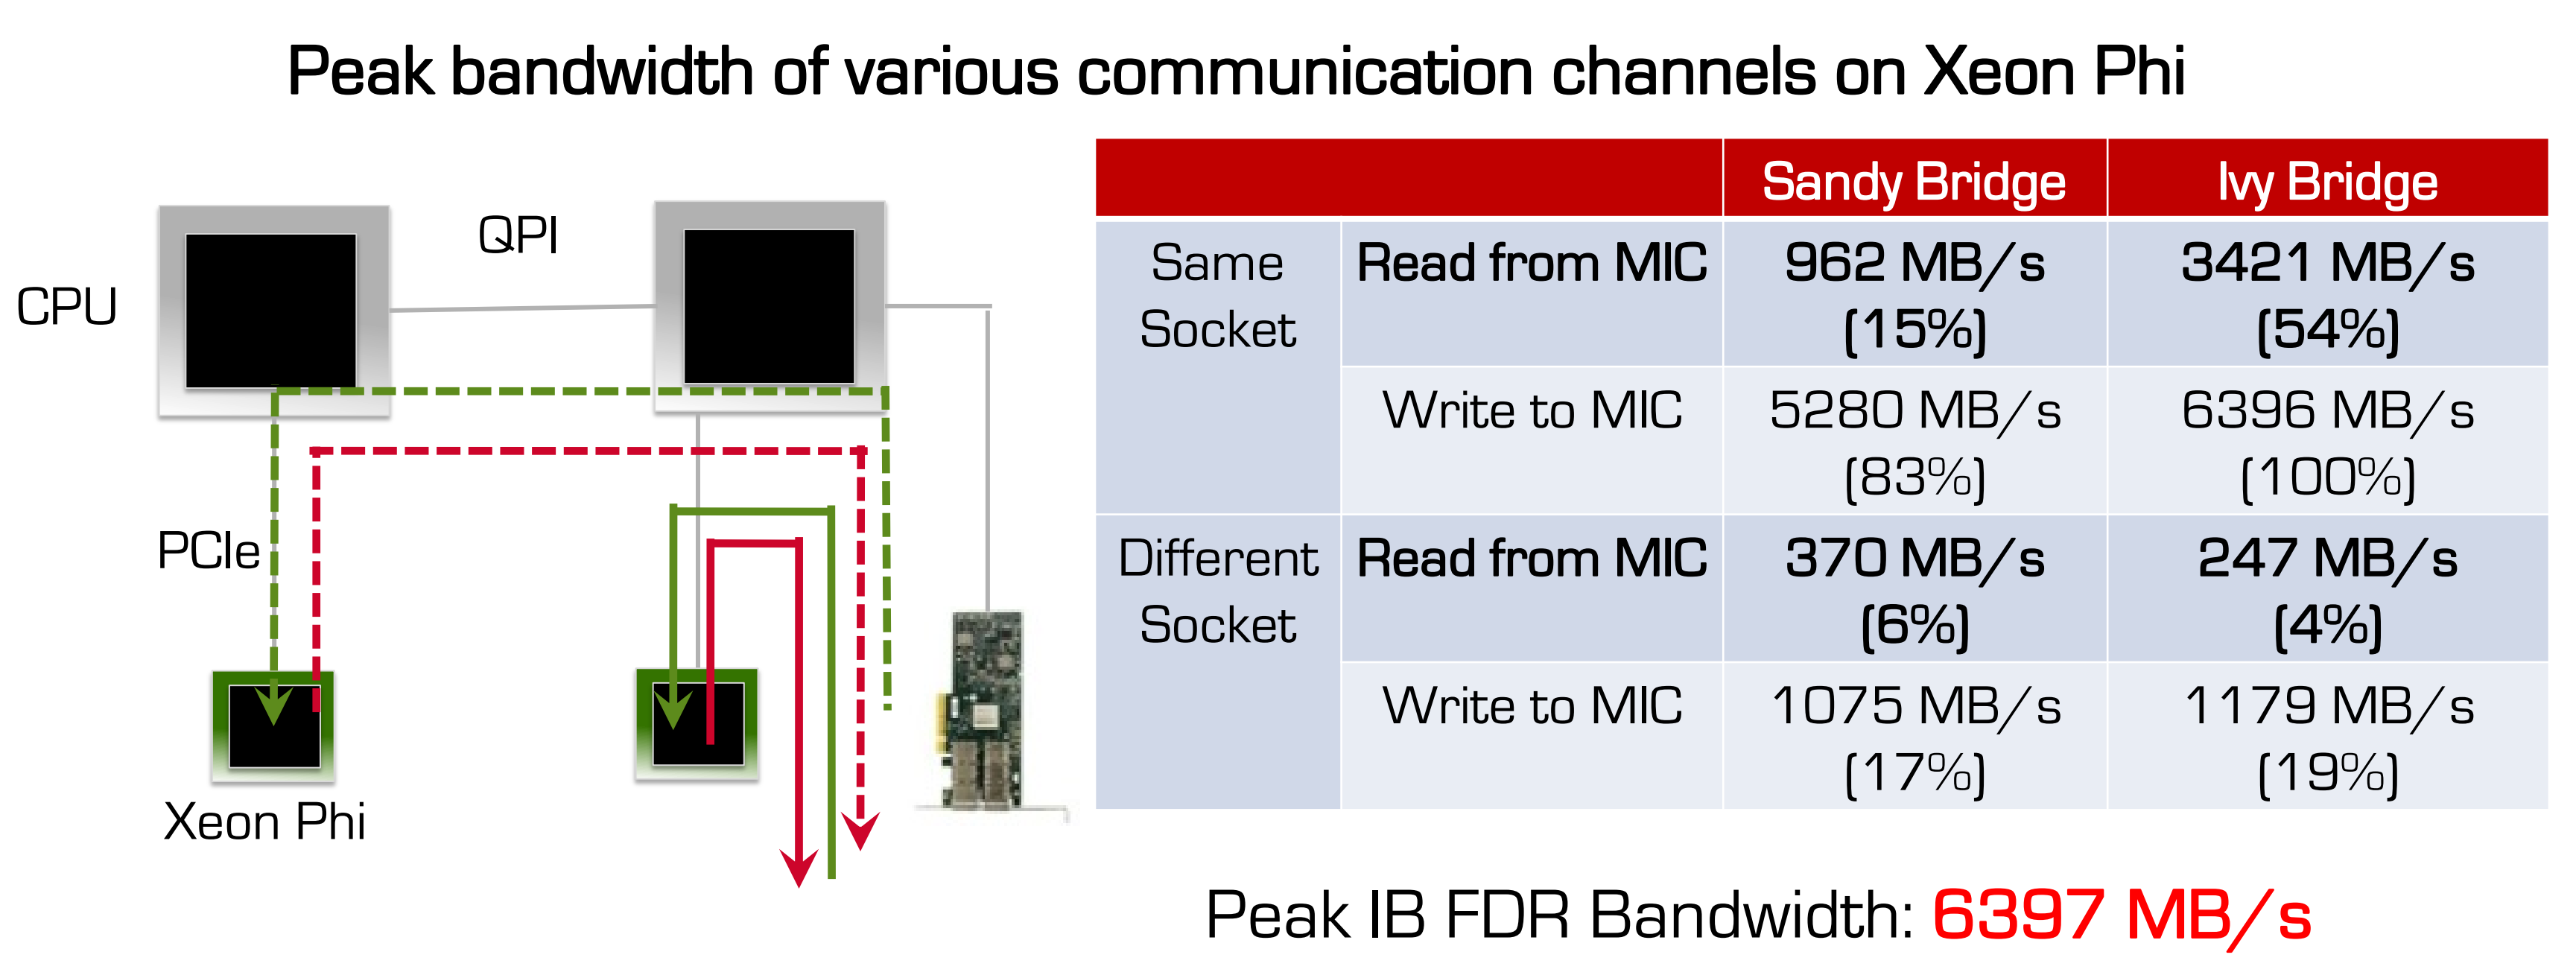 Peak bandwidth of various communication channels on Xeon Phi
QPI
CPU
PCIe
Xeon Phi
Sandy Bridge Ivy Bridge
Same Socket Read from MIC 962 MB/s (15%) 3421 MB/s (54%)
Write to MIC 5280 MB/s (83%) 6396 MB/s (100%)
Different Socket Read from MIC 370 MB/s (6%) 247 MB/s (4%)
Write to MIC 1075 MB/s (17%) 1179 MB/s (19%)
Peak IB FDR Bandwidth: 6397 MB/s